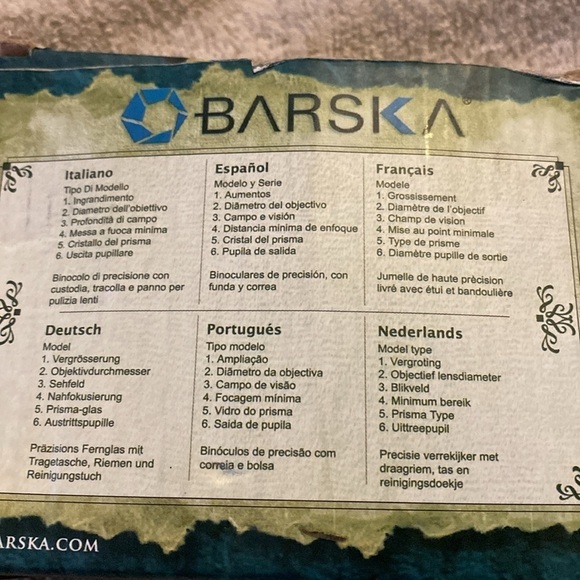 BARSKA®
Italiano
Tipo Di Modello
1. Ingrandimento
2. Diametro dell'obiettivo
3. Profondità di campo
4. Messa a fuoca minima
5. Cristallo del prisma
6. Uscita pupillare
Binocolo di precisione con
custodia, tracolla e panno per
pulizia lenti
Español
Modelo y Serie
1. Aumentos
2. Diâmetro del objectivo
3. Campo e visión
4. Distancia minima de enfoque
5. Cristal del prisma
6. Pupila de salida
Binoculares de precisión, con
funda y correa
Français
Modele
1. Grossissement
2. Diamètre de l'objectif
3. Champ de vision
4. Mise au point minimale
5. Type de prisme
6. Diamètre pupille de sortie
Jumelle de haute prècision
livré avec étui et bandoulière
Deutsch
Model
1. Vergrösserung
2. Objektivdurchmesser
3. Sehfeld
4. Nahfokusierung
5. Prisma-glas
6. Austrittspupille
Präzisions Fernglas mit
Tragetasche, Riemen und
Reinigungstuch
Portugués
Tipo modelo
1. Ampliação
2. Diãmetro da objectiva
3. Campo de visão
4. Focagem mínima
5. Vidro do prisma
6. Saida de pupila
Binóculos de precisão com
correia e bolsa
Nederlands
Model type
1. Vergroting
2. Objectief lensdiameter
3. Blikveld
4. Minimum bereik
5. Prisma Type
6. Uittreepupil
Precisie verrekijker met
draagriem, tas en
reinigingsdoekje
ARSKA.COM